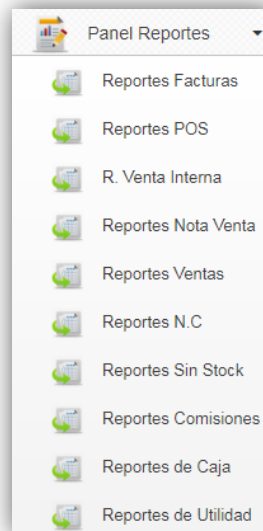 Panel Reportes
Reportes Facturas
Reportes POS
R. Venta Interna
Reportes Nota Venta
Reportes Ventas
Reportes N.C
Reportes Sin Stock
Reportes Comisiones
Reportes de Caja
Reportes de Utilidad